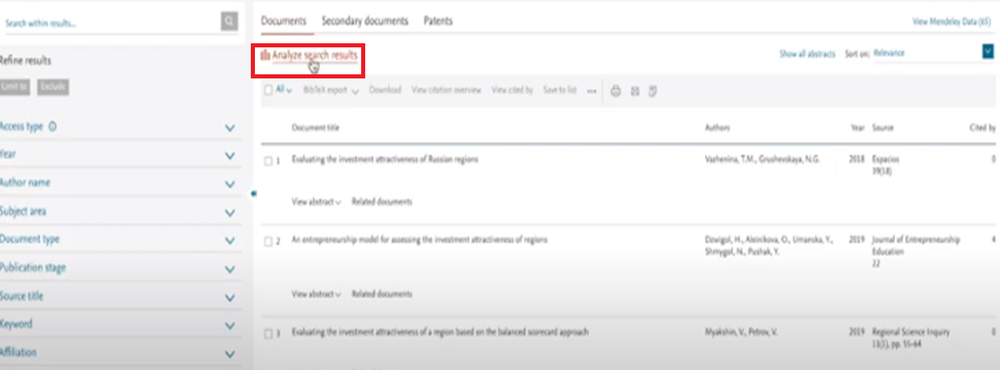 Search within results...
Refine results
Limit to Exclude
Access type
Year
Author name
Subject area
Document type
Publication stage
Source title
Keyword
Affiliation
Documents Secondary documents Patents
View Mendeley Data (65)
Analyze search results
Show all abstracts Sort on: Relevance
All BibTeX export Download View citation overview View cited by Save to list ...
Document title Authors Year Source Cited by
1 Evaluating the investment attractiveness of Russian regions Vazhenina, T.M., Grushevskaya, N.G. 2018 Espacios 0
39(18)
View abstract Related documents
2 An entrepreneurship model for assessing the investment attractiveness of regions Dzwigol, H., Aleinikova, O., Umanska, Y., 2019 Journal of Entrepreneurship 4
Shmygol, N., Pushak, Y. Education
22
View abstract Related documents
3 Evaluating the investment attractiveness of a region based on the balanced scorecard approach Myakshin, V., Petrov, V. 2019 Regional Science Inquiry 0
11(1), pp. 55-64